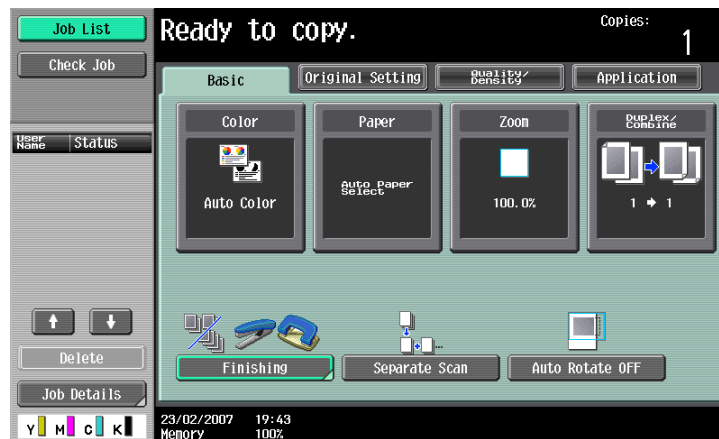 Job List
Check Job
User Name
Status
Delete
Job Details
Y M C K
Ready to copy.
Copies:
1
Basic
Original Setting
Quality/
Density
Application
Color
Auto Color
Paper
Auto Paper
Select
Zoom
100.0%
Duplex/
Combine
1 → 1
Finishing
Separate Scan
Auto Rotate OFF
23/02/2007 19:43
Memory 100%